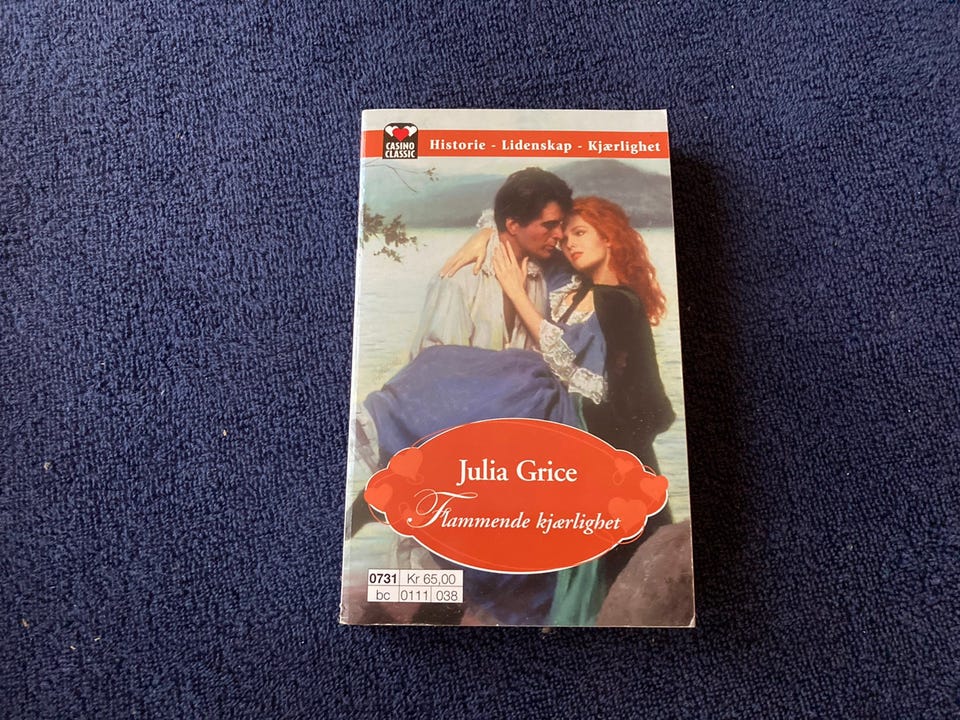 CASINO
CLASSIC
Historie - Lidenskap - Kjærlighet
Julia Grice
Flammende kjærlighet
0731 Kr 65,00
bc 0111 038